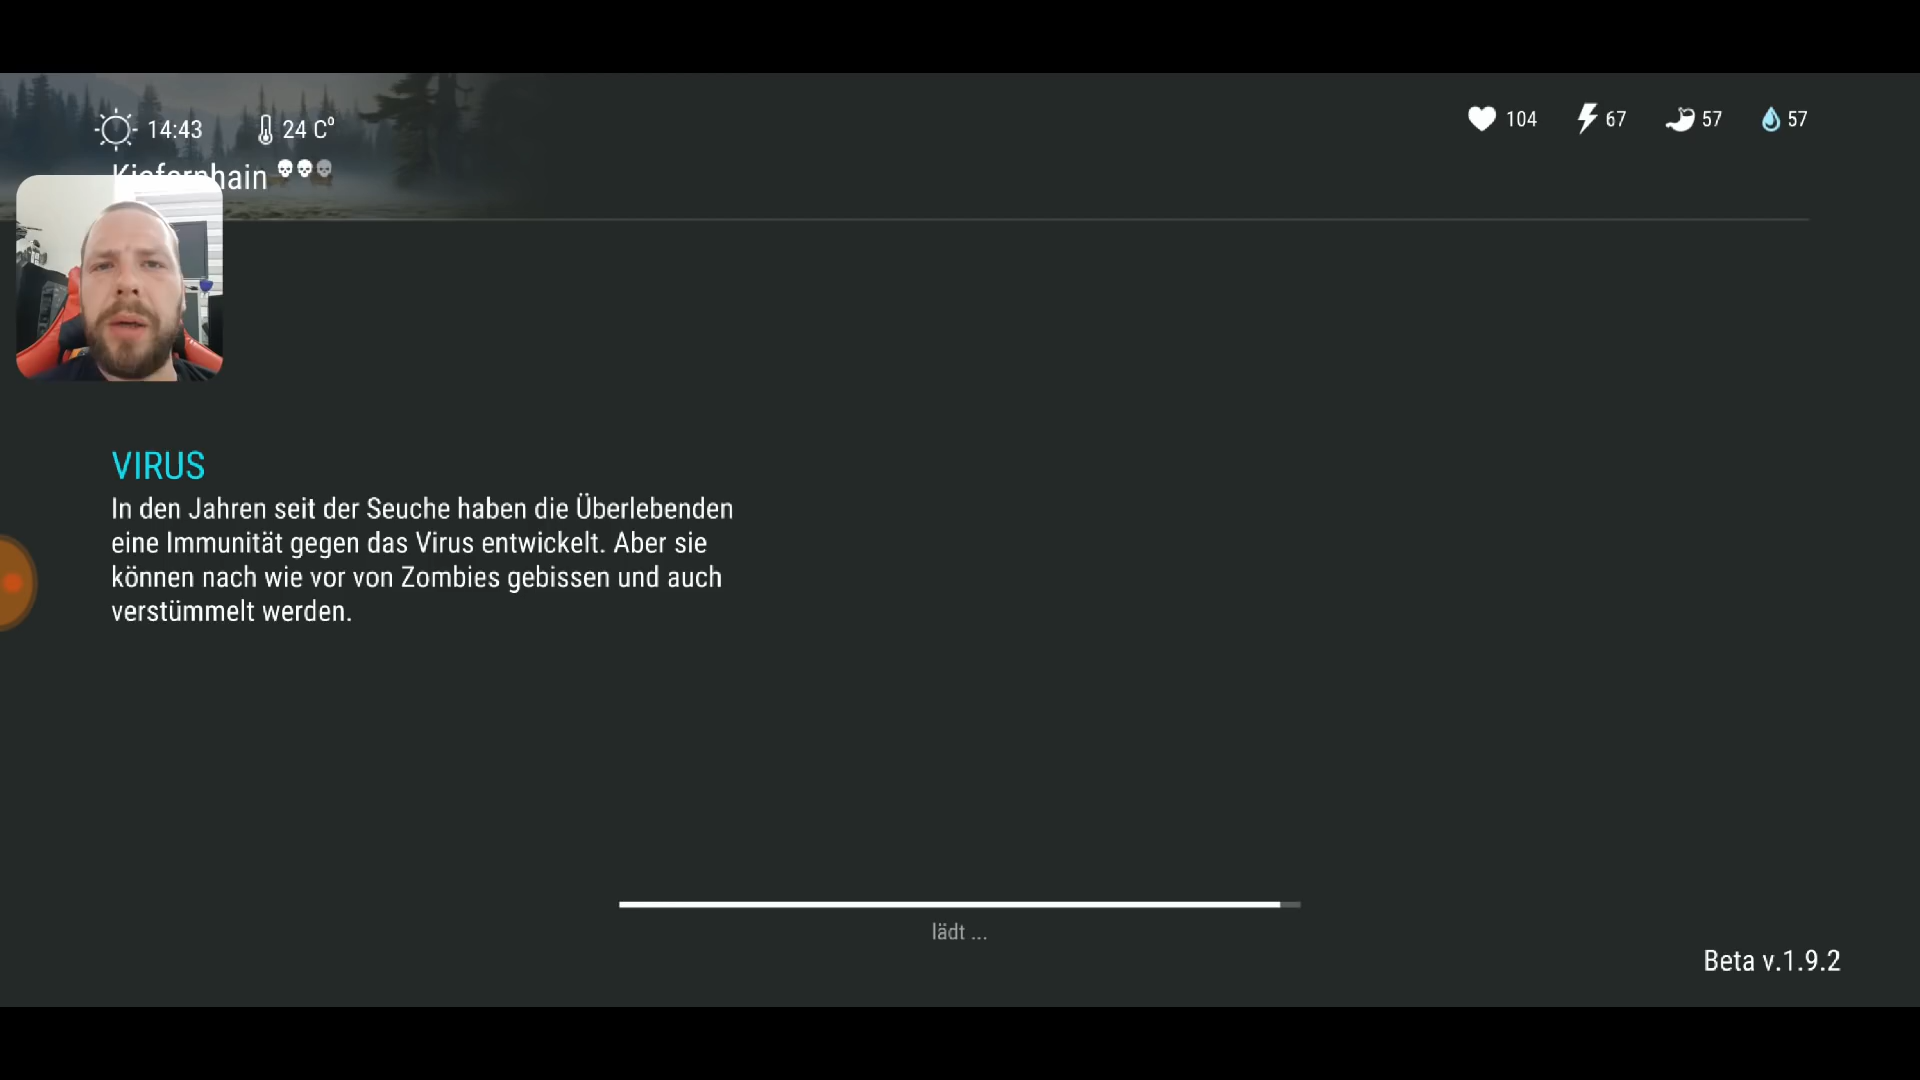 14:43
24 C°
104
67
57
57
VIRUS
In den Jahren seit der Seuche haben die Überlebenden
eine Immunität gegen das Virus entwickelt. Aber sie
können nach wie vor von Zombies gebissen und auch
verstümmelt werden.
lädt ...
Beta v.1.9.2